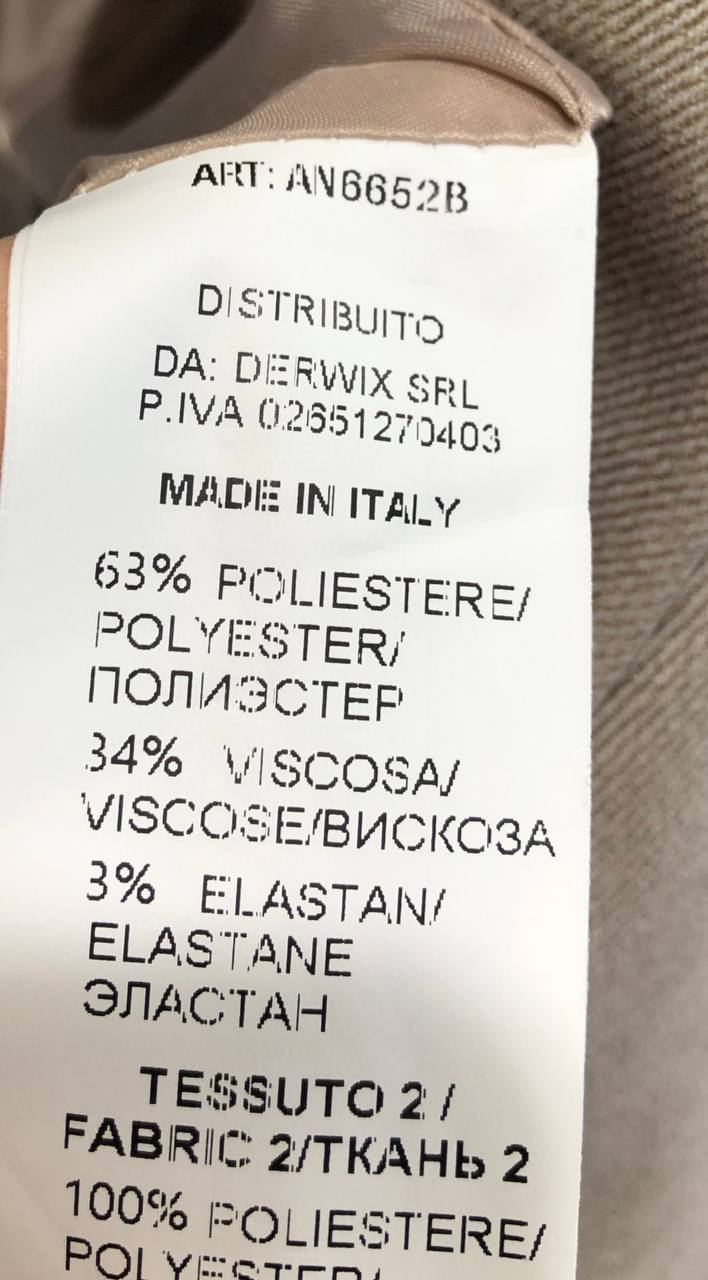 ART: AN6652B
DISTRIBUITO
DA: DERWIX SRL
P.IVA 02651270403
MADE IN ITALY
63% POLIESTERE/
POLYESTER/
ПОЛИЭСТЕР
34% VISCOSA/
VISCOSE/ВИСКОЗА
3% ELASTAN/
ELASTANE
ЭЛАСТАН
TESSUTO 2 /
FABRIC 2/ТКАНЬ 2
100% POLIESTERE/
POLYESTER/